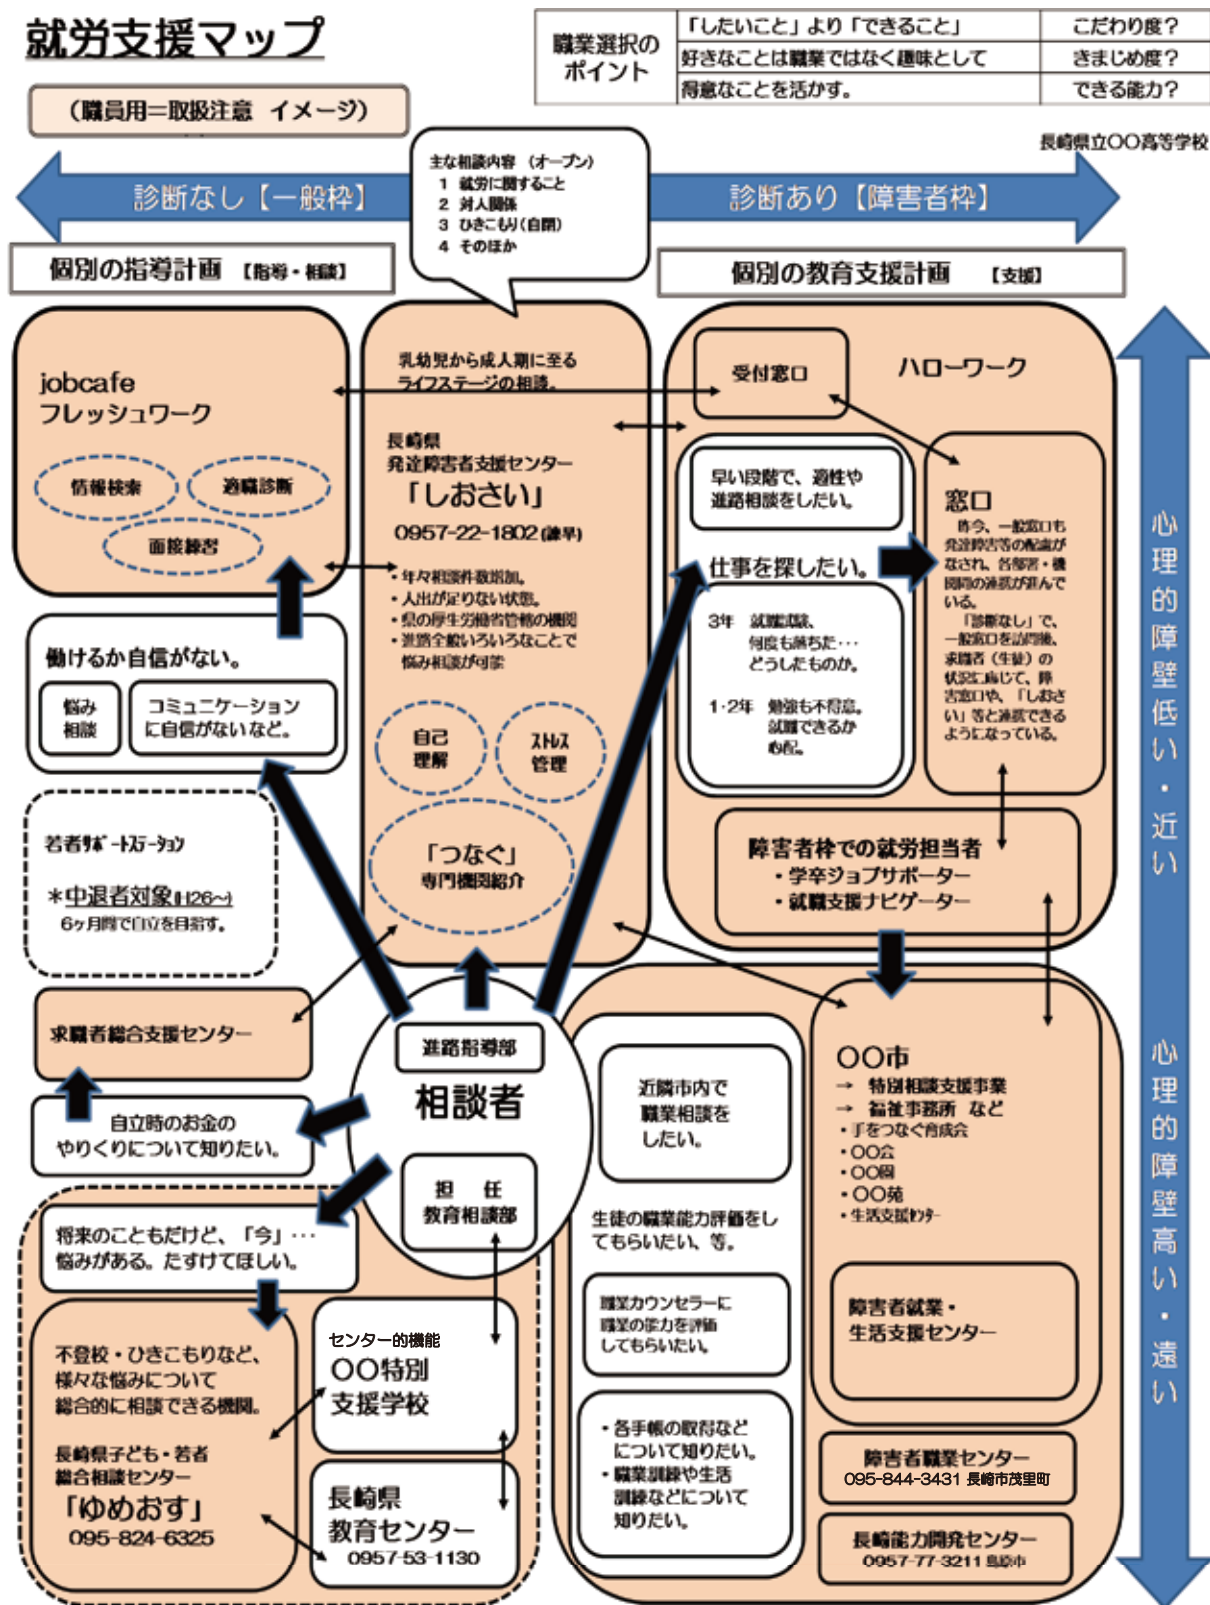 就労支援マップ
職業選択の
ポイント
「したいこと」より「できること」
こだわり度？
好きなことは職業ではなく趣味として
きまじめ度？
得意なことを活かす。
できる能力？
（職員用＝取扱注意　イメージ）
長崎県立〇〇高等学校
主な相談内容　（オープン）
1　就労に関すること
2　対人関係
3　ひきこもり（自閉）
4　そのほか
診断なし【一般枠】
診断あり【障害者枠】
個別の指導計画　【指導・相談】
個別の教育支援計画　【支援】
jobcafe
フレッシュワーク
情報検索
適職診断
面接練習
働けるか自信がない。
悩み
相談
コミュニケーション
に自信がないなど。
若者ｻﾎﾟｰﾄｽﾃｰｼｮﾝ
＊中退者対象(H26～)
6ヶ月間で自立を目指す。
求職者総合支援センター
自立時のお金の
やりくりについて知りたい。
乳幼児から成人期に至る
ライフステージの相談。
長崎県
発達障害者支援センター
「しおさい」
0957-22-1802(諫早)
・年々相談件数増加。
・人出が足りない状態。
・県の厚生労働省管轄の機関
・進路全般いろいろなことで
悩み相談が可能
自己
理解
ｽﾄﾚｽ
管理
「つなぐ」
専門機関紹介
受付窓口
ハローワーク
早い段階で、適性や
進路相談をしたい。
仕事を探したい。
3年　就職試験、
何度も落ちた…
どうしたものか。
1・2年　勉強も不得意。
就職できるか
心配。
窓口
昨今、一般窓口も
発達障害等の配慮が
なされ、各部署・機
関間の連携が進んで
いる。
「診断なし」で、
一般窓口を訪問後、
求職者（生徒）の
状況に応じて、障
害窓口や、「しおさ
い」等と連携できる
ようになっている。
障害者枠での就労担当者
・学卒ジョブサポーター
・就職支援ナビゲーター
心理的障壁低い・近い
心理的障壁高い・遠い
進路指導部
相談者
担　任
教育相談部
将来のこともだけど、「今」…
悩みがある。たすけてほしい。
不登校・ひきこもりなど、
様々な悩みについて
総合的に相談できる機関。
長崎県子ども・若者
総合相談センター
「ゆめおす」
095-824-6325
センター的機能
〇〇特別
支援学校
長崎県
教育センター
0957-53-1130
近隣市内で
職業相談を
したい。
生徒の職業能力評価をし
てもらいたい、等。
職業カウンセラーに
職業の能力を評価
してもらいたい。
・各手帳の取得など
について知りたい。
・職業訓練や生活
訓練などについて
知りたい。
〇〇市
→　特別相談支援事業
→　福祉事務所　など
・手をつなぐ育成会
・〇〇会
・〇〇園
・〇〇苑
・生活支援ｾﾝﾀｰ
障害者就業・
生活支援センター
障害者職業センター
095-844-3431 長崎市茂里町
長崎能力開発センター
0957-77-3211 島原市